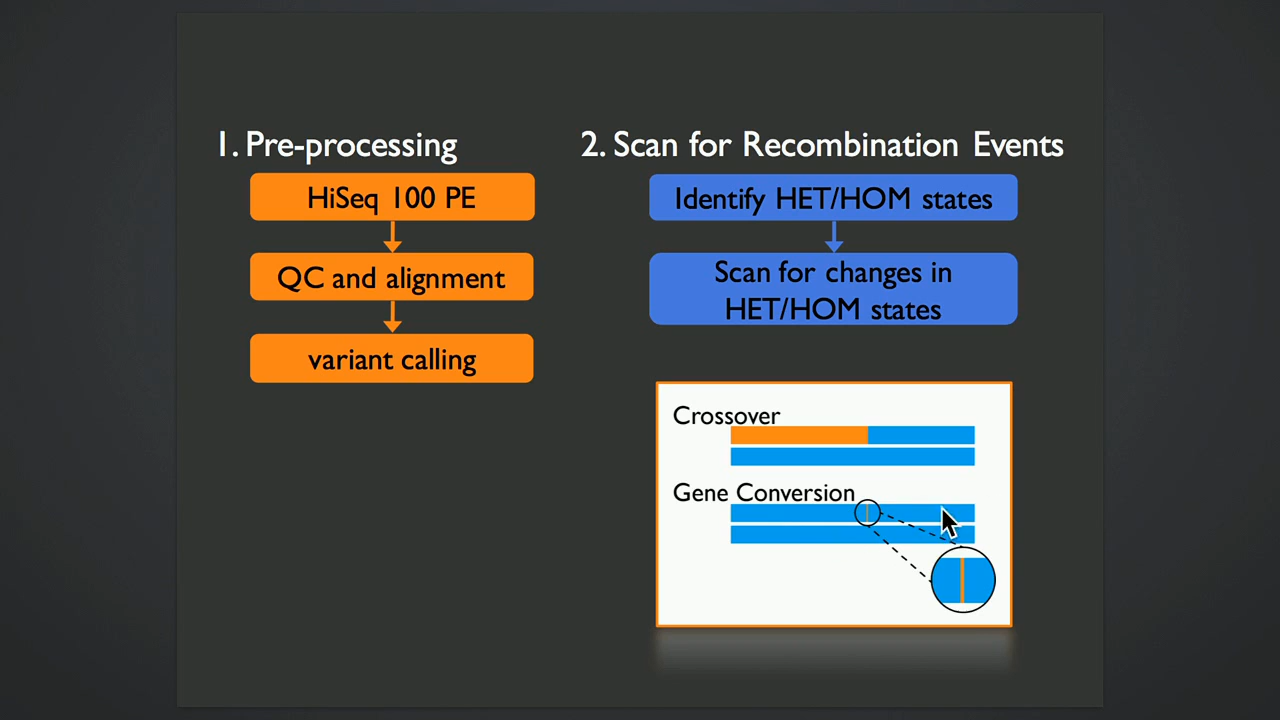 1. Pre-processing
HiSeq 100 PE
QC and alignment
variant calling
2. Scan for Recombination Events
Identify HET/HOM states
Scan for changes in
HET/HOM states
Crossover
Gene Conversion